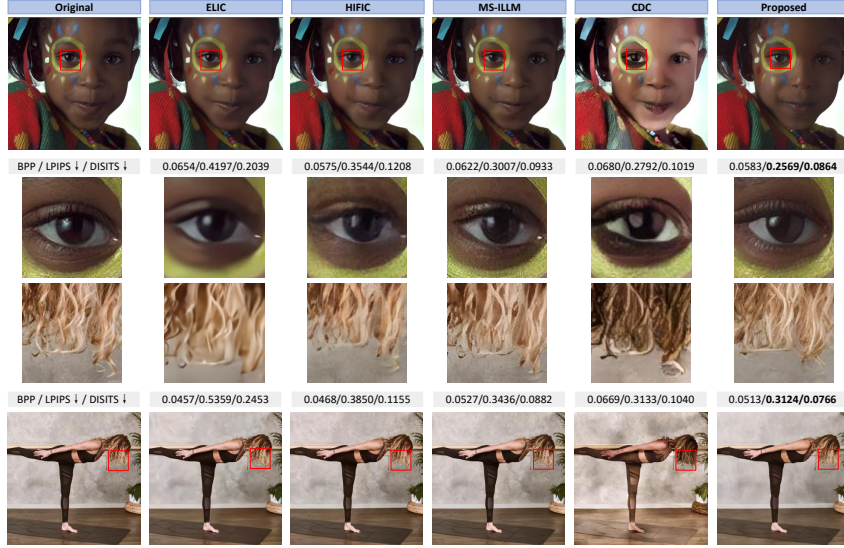 Original ELIC HIFIC MS-ILLM CDC Proposed
BPP / LPIPS ↓ / DISITS ↓ 0.0654/0.4197/0.2039 0.0575/0.3544/0.1208 0.0622/0.3007/0.0933 0.0680/0.2792/0.1019 0.0583/0.2569/0.0864
BPP / LPIPS ↓ / DISITS ↓ 0.0457/0.5359/0.2453 0.0468/0.3850/0.1155 0.0527/0.3436/0.0882 0.0669/0.3133/0.1040 0.0513/0.3124/0.0766